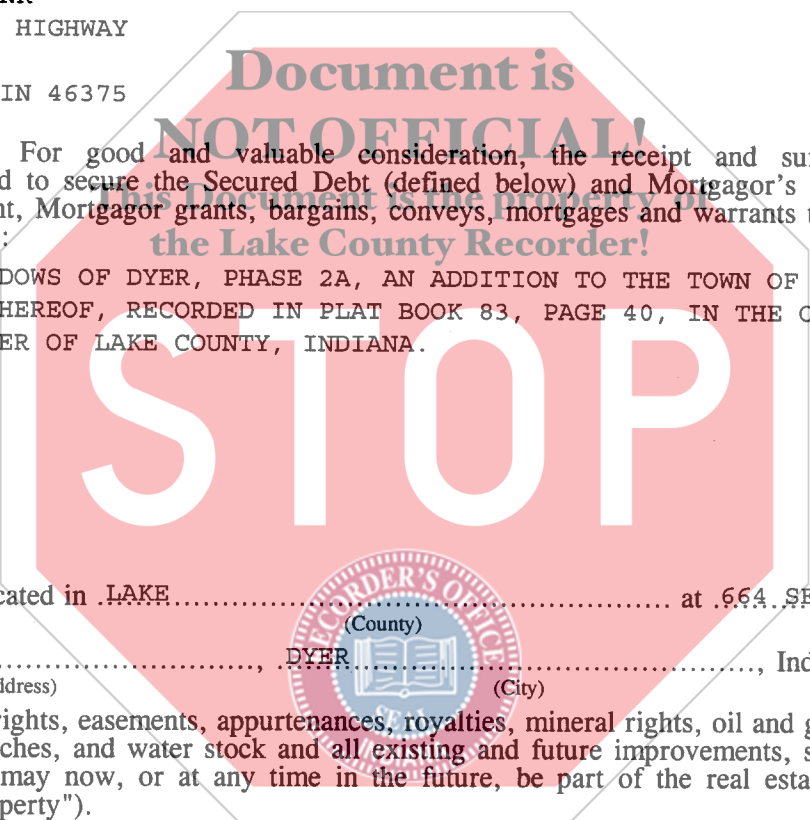 HIGHWAY
Document is
IN 46375
NOT OFFICIAL!
For good and valuable consideration, the receipt and su
d to secure the Secured Debt (defined below) and Mortgagor's
This Document is the property of
nt, Mortgagor grants, bargains, conveys, mortgages and warrants t
:
the Lake County Recorder!
DOWS OF DYER, PHASE 2A, AN ADDITION TO THE TOWN OF
HEREOF, RECORDED IN PLAT BOOK 83, PAGE 40, IN THE O
ER OF LAKE COUNTY, INDIANA.
STOP
cated in LAKE at 664 SE
(County)
RECORDER'S OFFICE
, DYER , Ind
ddress) (City)
SEAL
rights, easements, appurtenances, royalties, mineral rights, oil and g
ches, and water stock and all existing and future improvements, s
may now, or at any time in the future, be part of the real esta
perty").